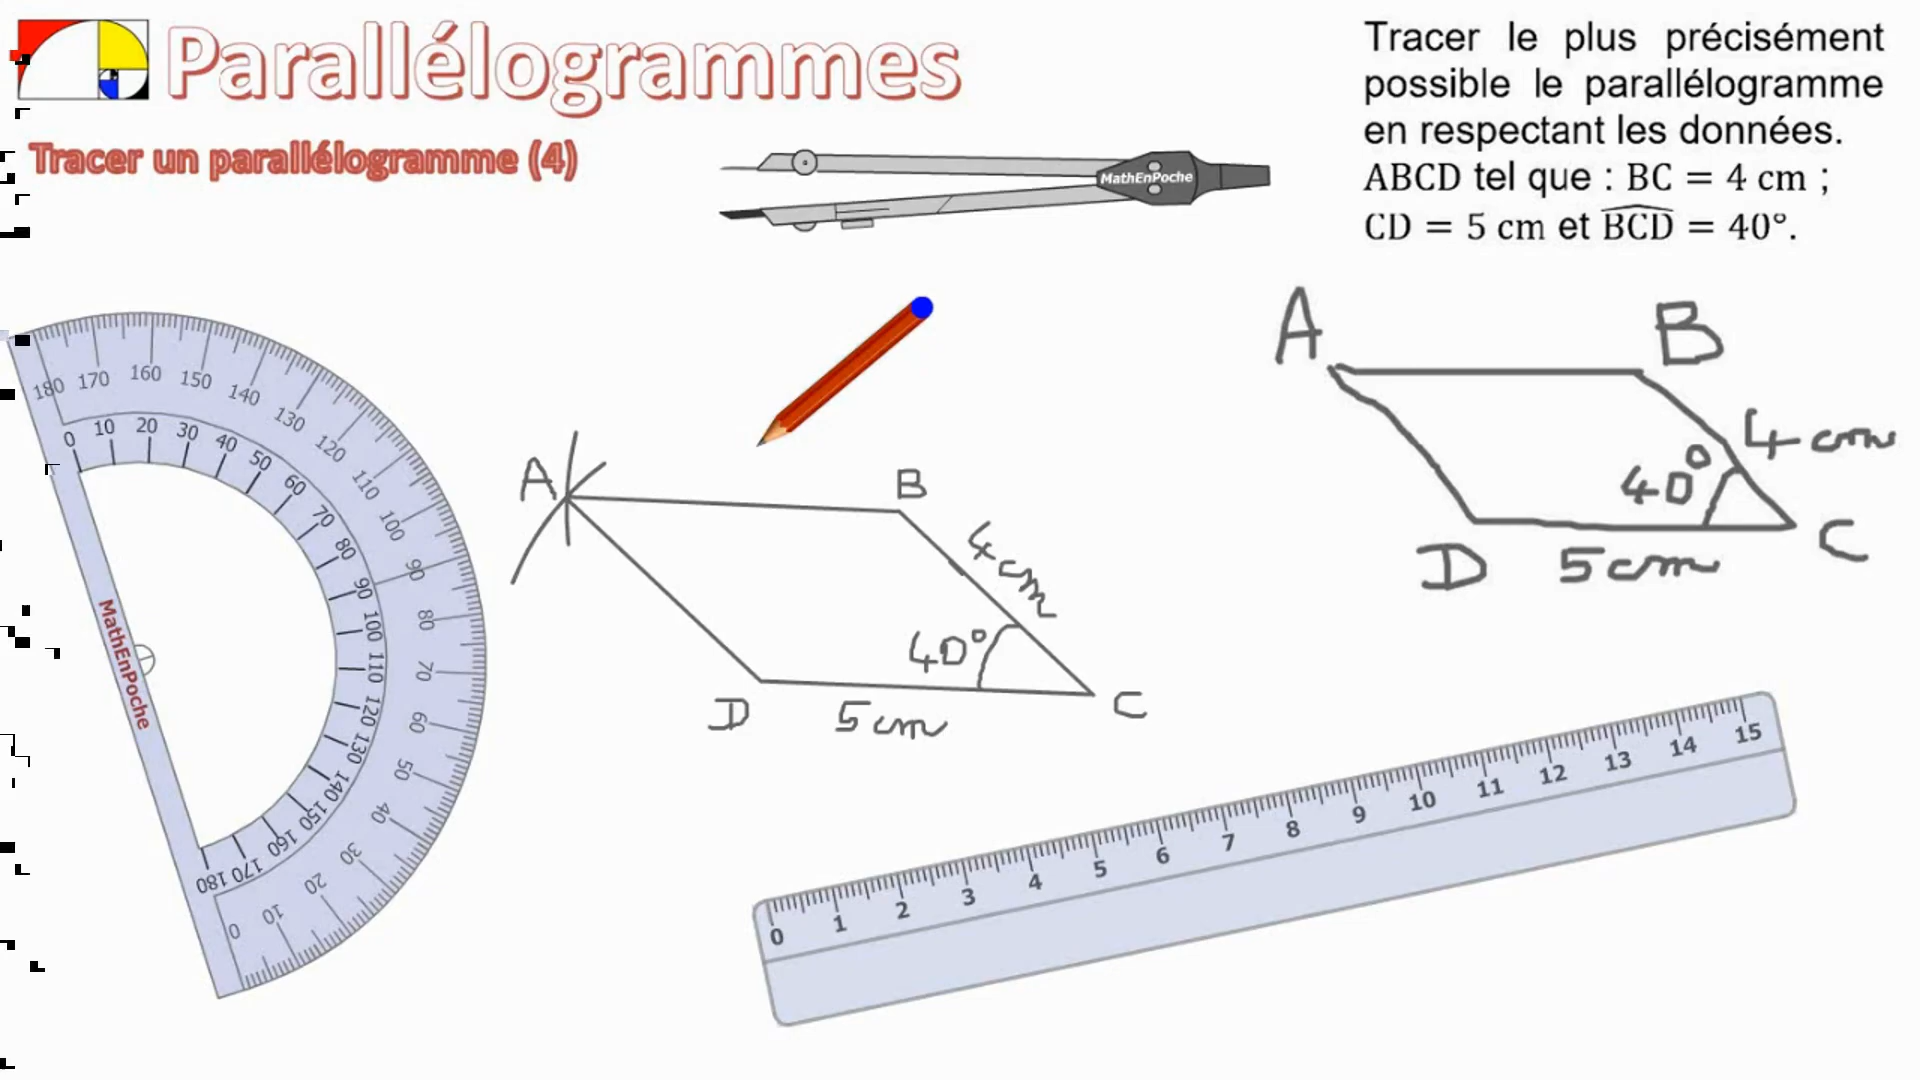 Parallélogrammes
Tracer un parallélogramme (4)
Tracer le plus précisément
possible le parallélogramme
en respectant les données.
ABCD tel que : BC = 4 cm ;
CD = 5 cm et \widehat{BCD} = 40°.
MathEnPoche
A
B
4 cm
40°
D
5 cm
C
A
B
4 cm
40°
D
5 cm
C
180 170 160 150 140 130 120 110 100 90 80 70 60 50 40 30 20 10 0
0 10 20 30 40 50 60 70 80 90 100 110 120 130 140 150 160 170 180
MathEnPoche
0 1 2 3 4 5 6 7 8 9 10 11 12 13 14 15